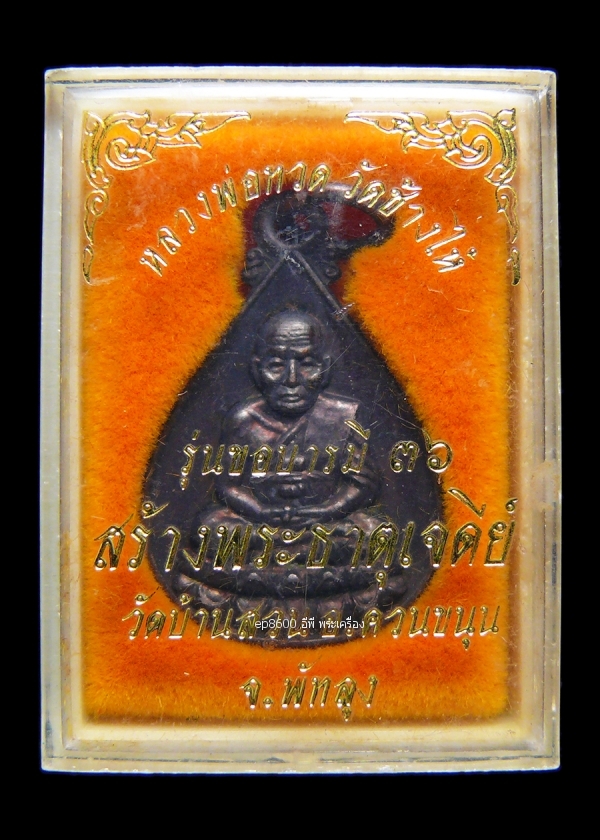 หลวงพ่อทวด วัดช้างให้
รุ่นขอบารมี ๓๖
สร้างพระธาตุเจดีย์
วัดบ้านสวน อ.ควนขนุน
ep8600 อีพี พระเครื่อง
จ.พัทลุง